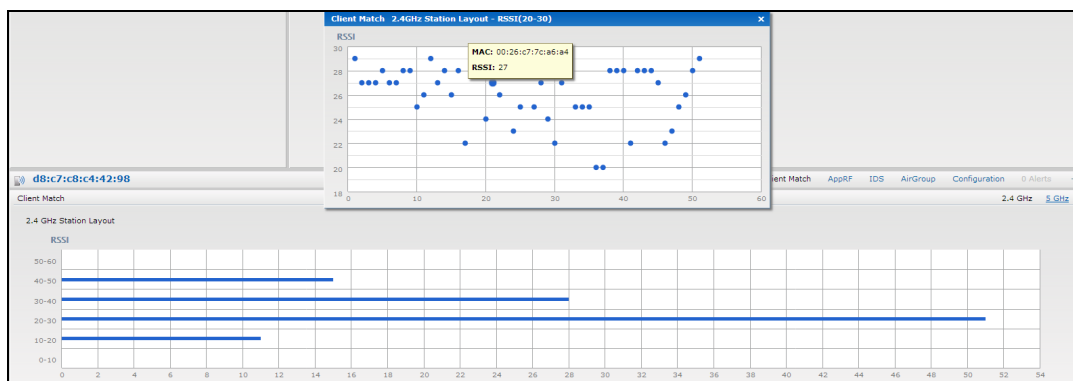 Client Match 2.4GHz Station Layout - RSSI(20-30) ×
RSSI
MAC: 00:26:c7:7c:a6:a4
RSSI: 27
30
28
26
24
22
20
18
0 10 20 30 40 50 60
d8:c7:c8:c4:42:98
ient Match AppRF IDS AirGroup Configuration 0 Alerts
Client Match 2.4 GHz 5 GHz
2.4 GHz Station Layout
RSSI
50-60
40-50
30-40
20-30
10-20
0-10
0 2 4 6 8 10 12 14 16 18 20 22 24 26 28 30 32 34 36 38 40 42 44 46 48 50 52 54